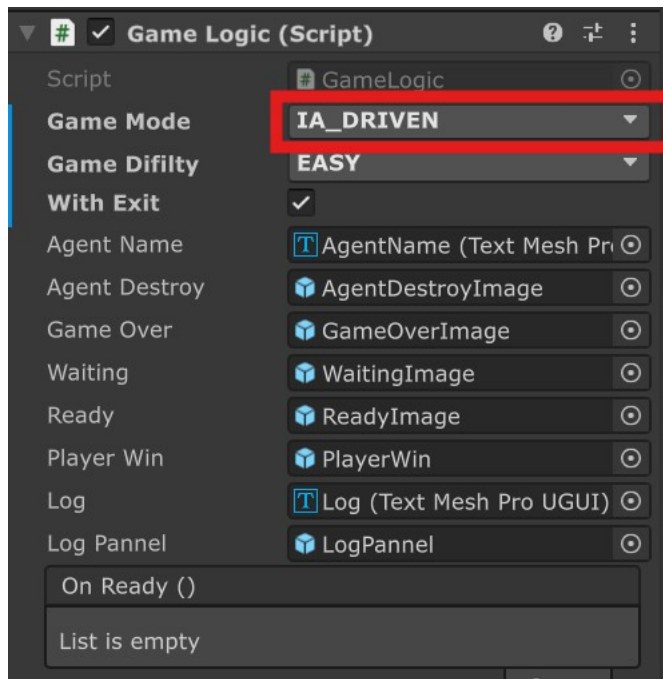 Game Logic (Script)
Script # GameLogic
Game Mode IA_DRIVEN
Game Difilty EASY
With Exit
Agent Name AgentName (Text Mesh Pr
Agent Destroy AgentDestroyImage
Game Over GameOverImage
Waiting WaitingImage
Ready ReadyImage
Player Win PlayerWin
Log Log (Text Mesh Pro UGUI)
Log Pannel LogPannel
On Ready ()
List is empty